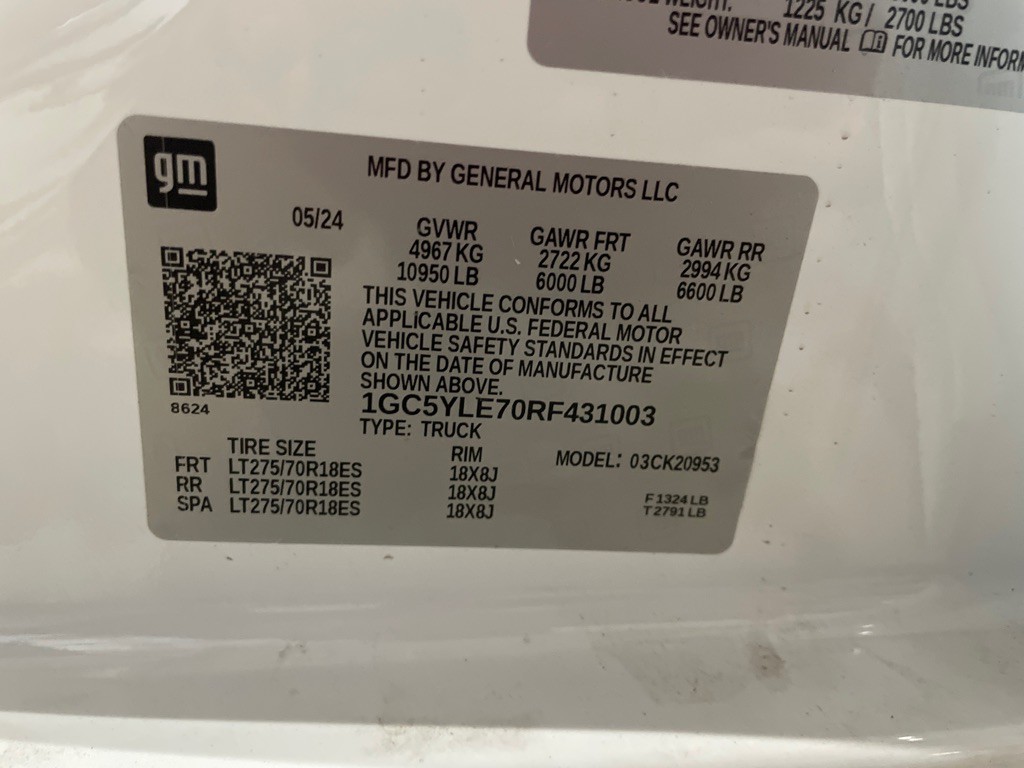 1225 KG / 2700 LBS
SEE OWNER'S MANUAL FOR MORE
gm
MFD BY GENERAL MOTORS LLC
05/24
GVWR GAWR FRT GAWR RR
4967 KG 2722 KG 2994 KG
10950 LB 6000 LB 6600 LB
THIS VEHICLE CONFORMS TO ALL
APPLICABLE U.S. FEDERAL MOTOR
VEHICLE SAFETY STANDARDS IN EFFECT
ON THE DATE OF MANUFACTURE
SHOWN ABOVE.
8624
1GC5YLE70RF431003
TYPE: TRUCK
TIRE SIZE RIM MODEL: 03CK20953
FRT LT275/70R18ES 18X8J
RR LT275/70R18ES 18X8J
SPA LT275/70R18ES 18X8J
F 1324 LB
T 2791 LB